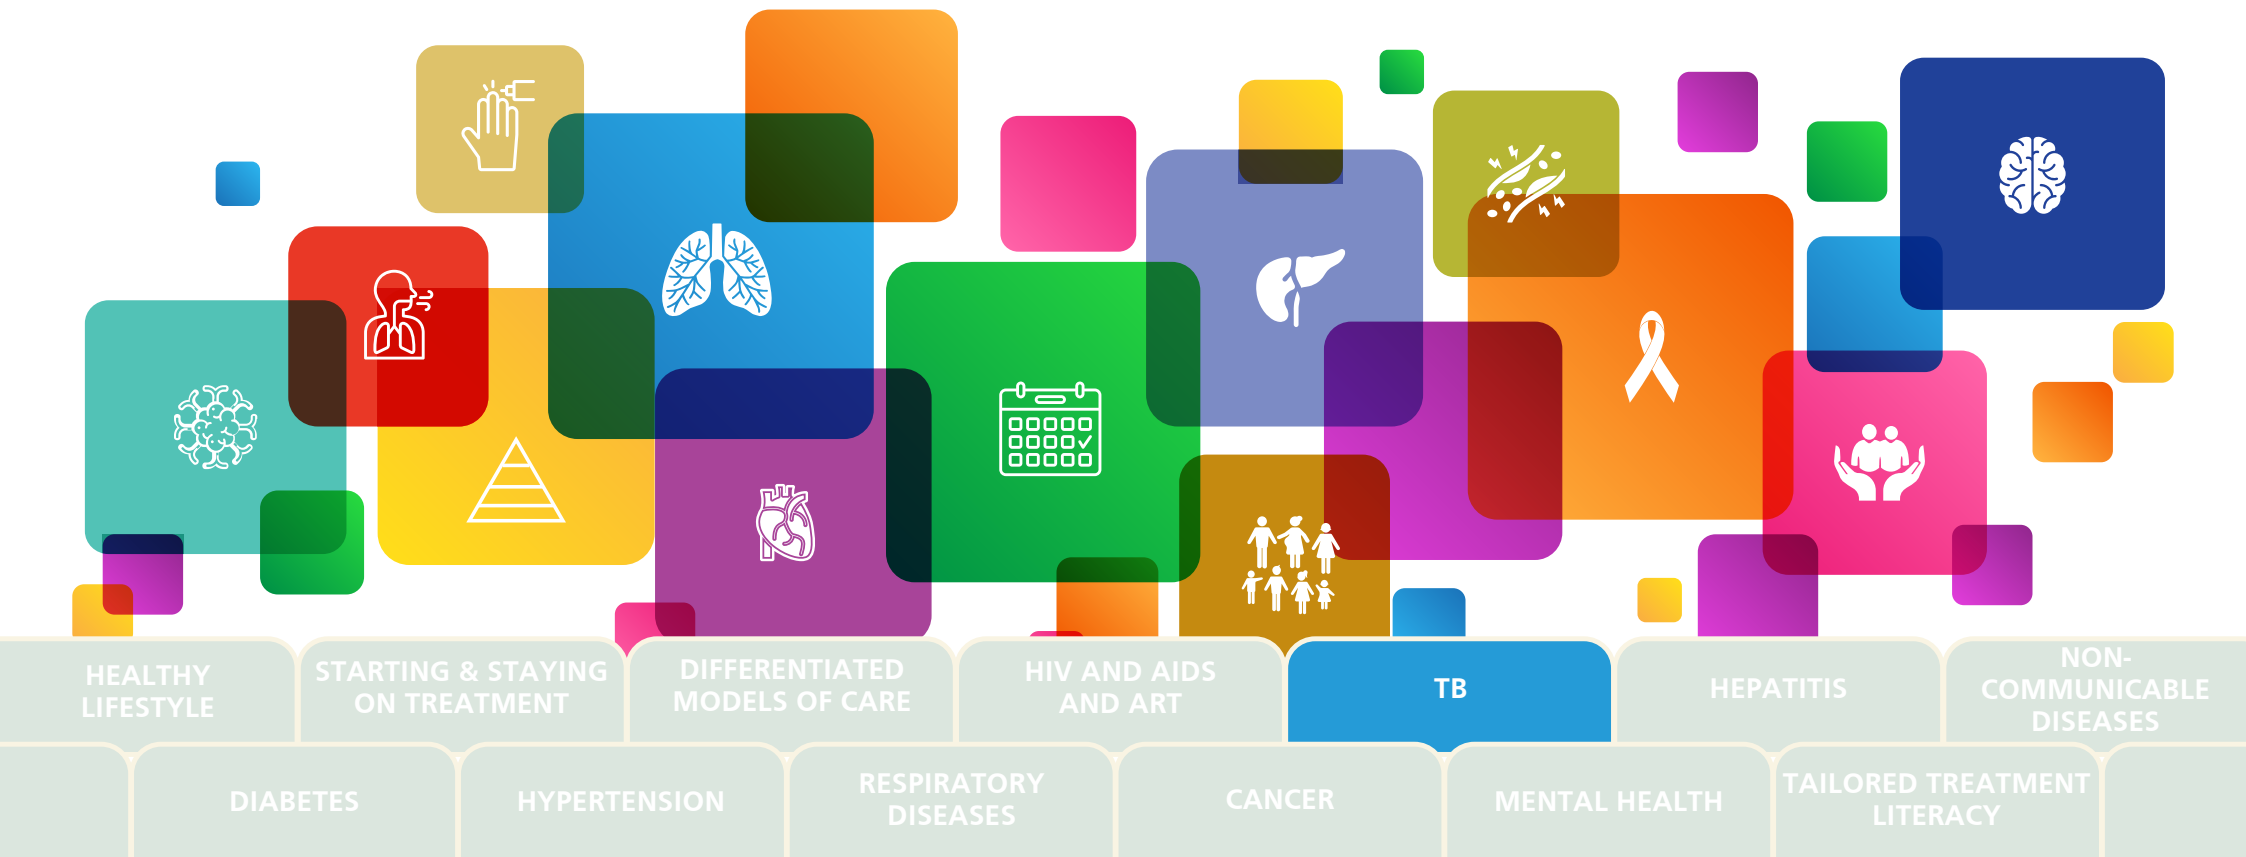 HEALTHY
LIFESTYLE
STARTING & STAYING
ON TREATMENT
DIFFERENTIATED
MODELS OF CARE
HIV AND AIDS
AND ART
TB
HEPATITIS
NON-
COMMUNICABLE
DISEASES
DIABETES
HYPERTENSION
RESPIRATORY
DISEASES
CANCER
MENTAL HEALTH
TAILORED TREATMENT
LITERACY